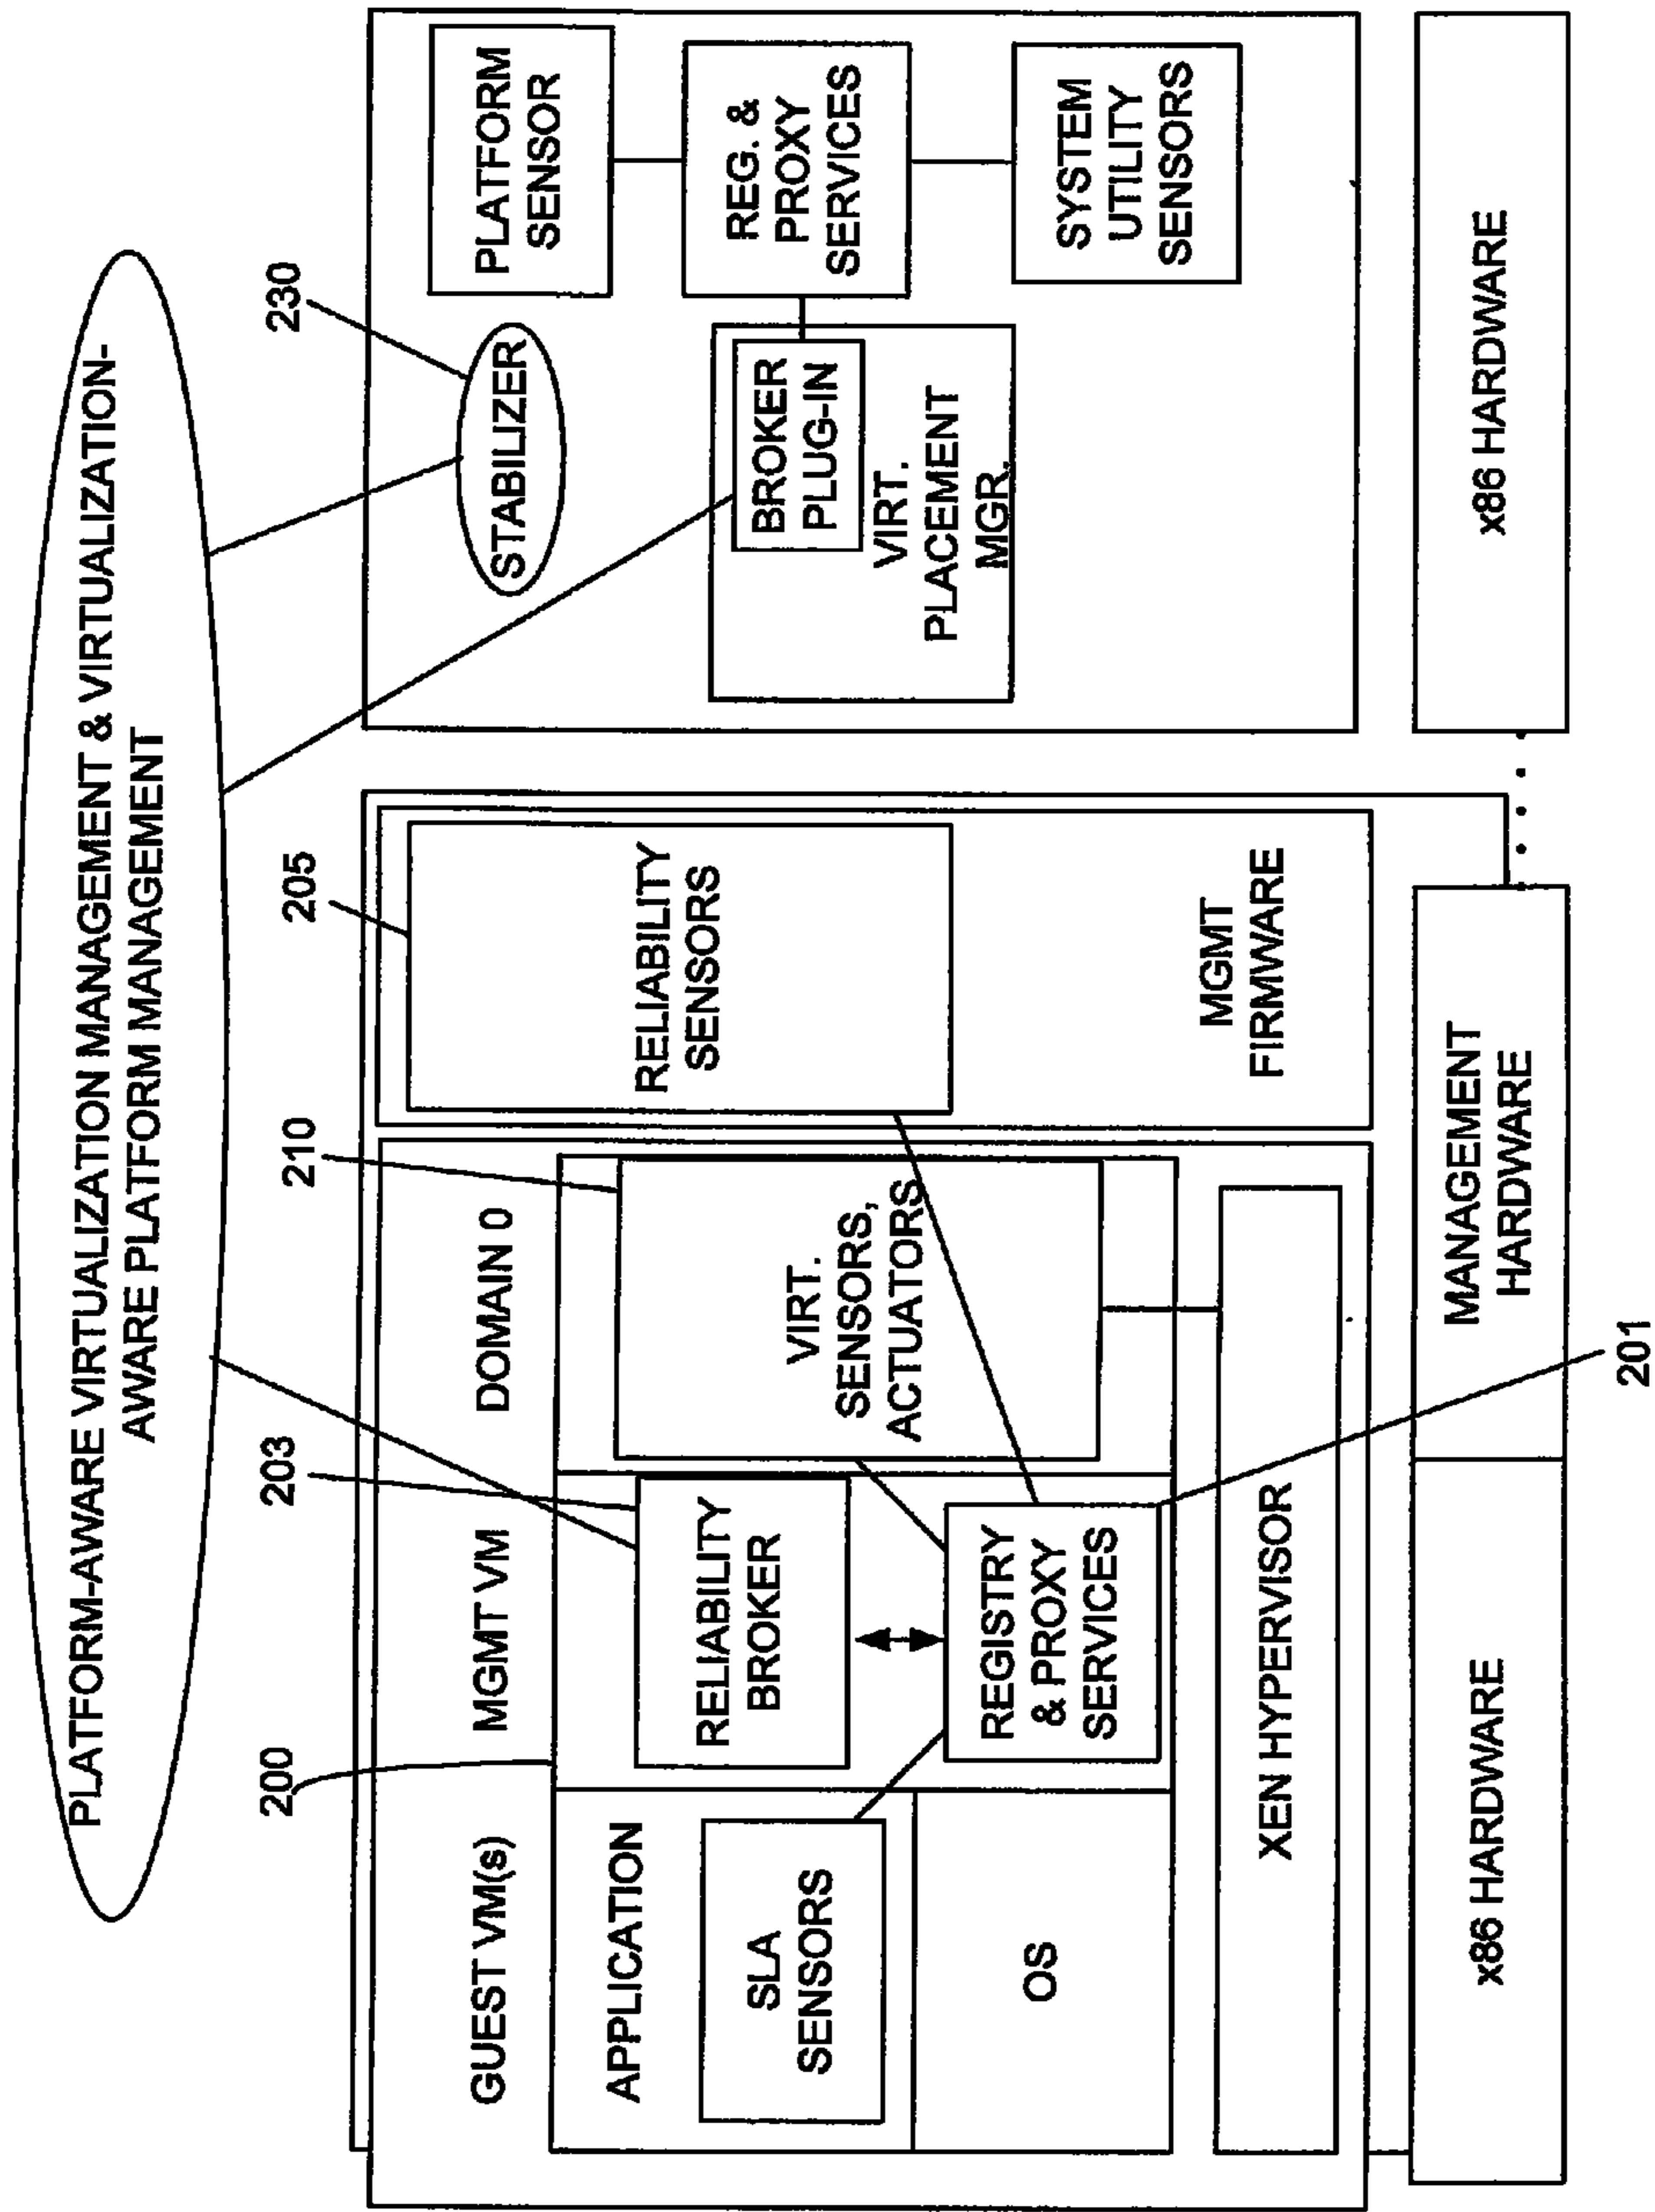 PLATFORM-AWARE VIRTUALIZATION MANAGEMENT & VIRTUALIZATION-
AWARE PLATFORM MANAGEMENT
200
203
210
205
230
GUEST VM(s)
MGMT VM
DOMAIN 0
APPLICATION
SLA
SENSORS
OS
RELIABILITY
BROKER
REGISTRY
& PROXY
SERVICES
VIRT.
SENSORS,
ACTUATORS
XEN HYPERVISOR
RELIABILITY
SENSORS
MGMT
FIRMWARE
x86 HARDWARE
MANAGEMENT
HARDWARE
201
STABILIZER
BROKER
PLUG-IN
VIRT.
PLACEMENT
MGR.
PLATFORM
SENSOR
REG. &
PROXY
SERVICES
SYSTEM
UTILITY
SENSORS
x86 HARDWARE